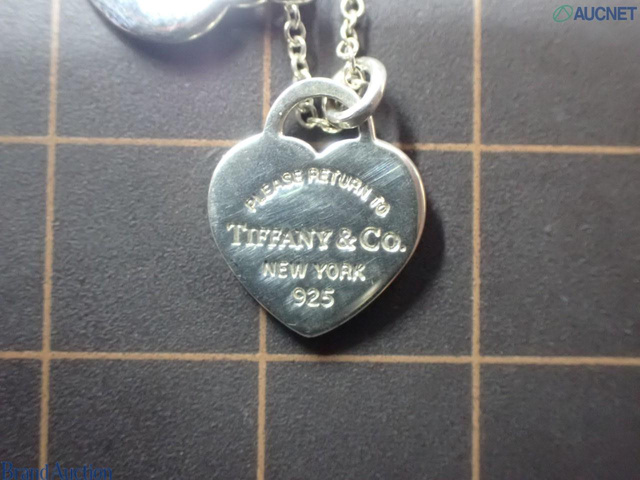 AUCNET
PLEASE RETURN TO
TIFFANY & CO.
NEW YORK
925
Brand Auction